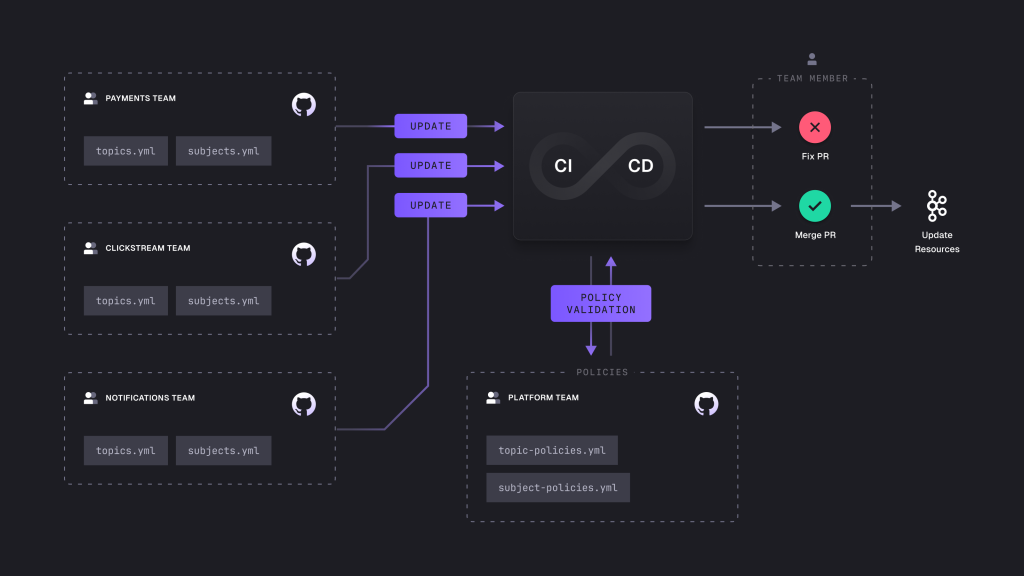 PAYMENTS TEAM
topics.yml
subjects.yml
CLICKSTREAM TEAM
topics.yml
subjects.yml
NOTIFICATIONS TEAM
topics.yml
subjects.yml
UPDATE
UPDATE
UPDATE
CI
CD
POLICY
VALIDATION
POLICIES
PLATFORM TEAM
topic-policies.yml
subject-policies.yml
TEAM MEMBER
Fix PR
Merge PR
Update
Resources